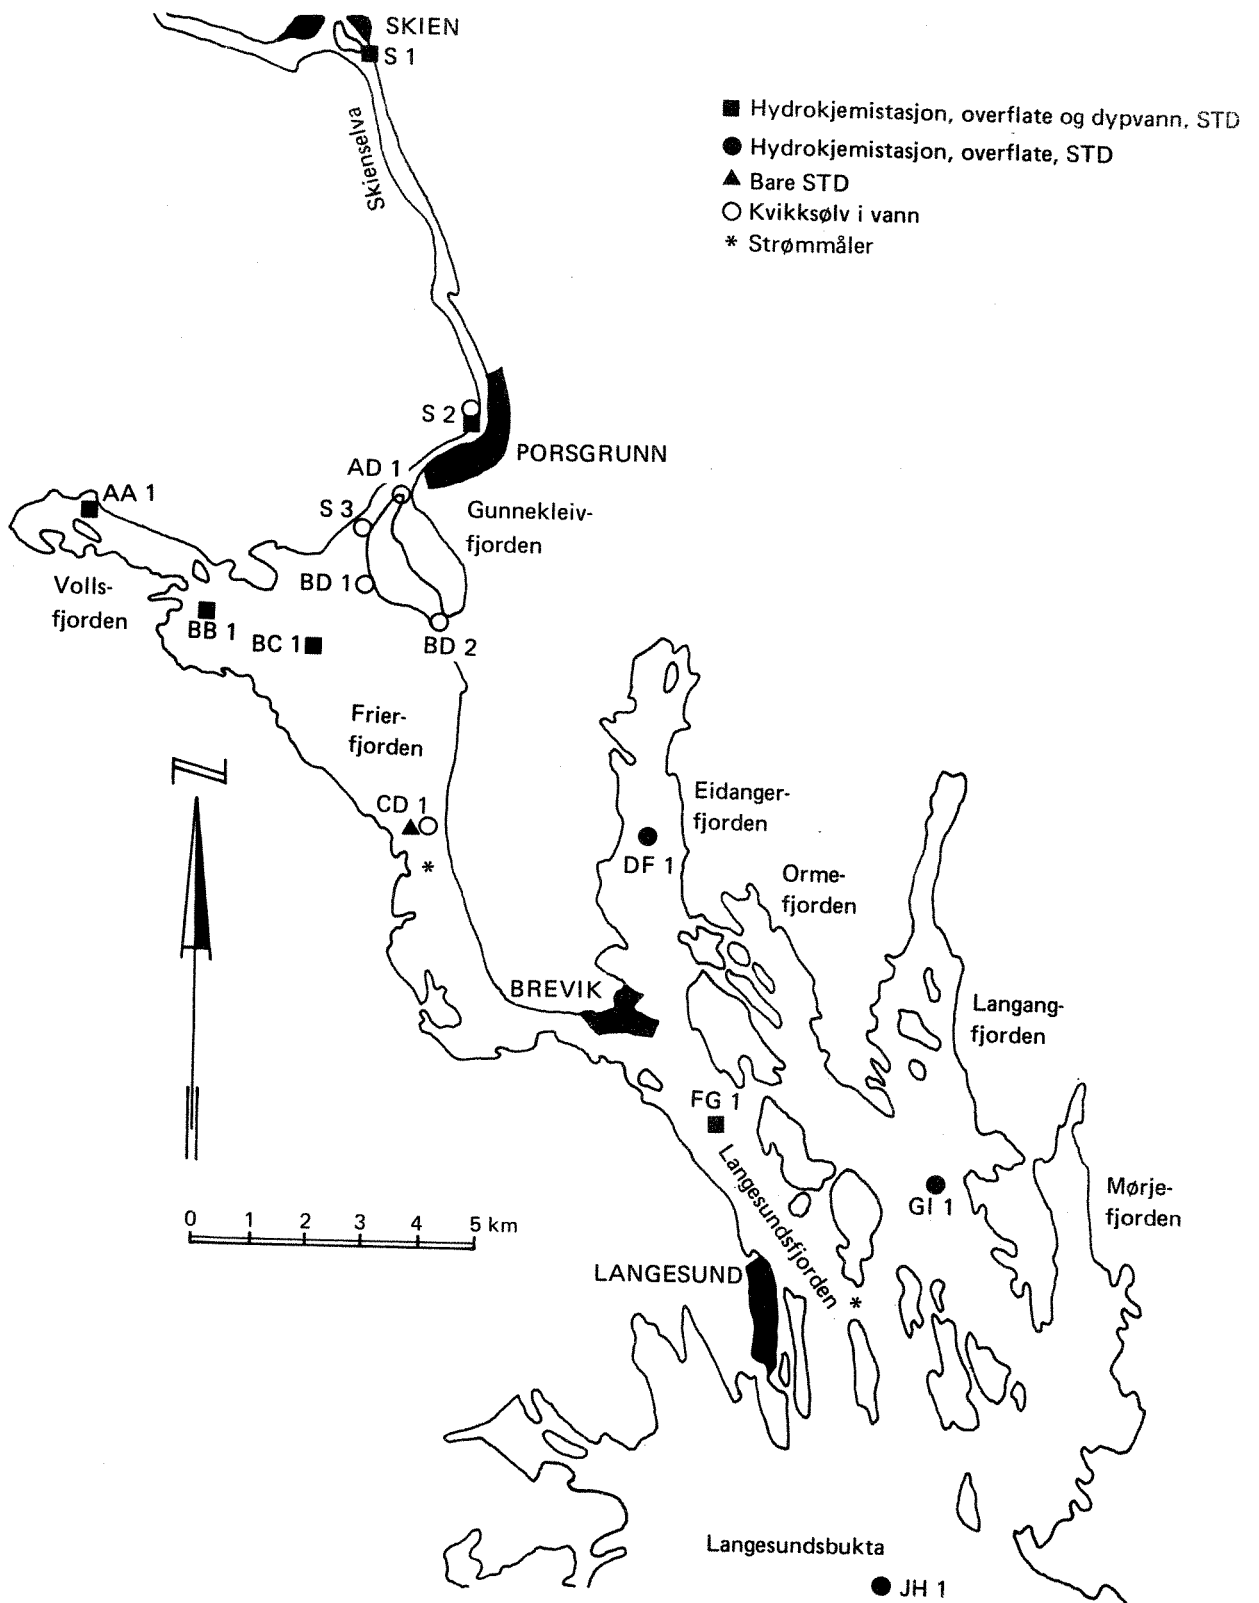 SKIEN
S 1
Skienselva
■ Hydrokjemistasjon, overflate og dypvann, STD
● Hydrokjemistasjon, overflate, STD
▲ Bare STD
○ Kvikksølv i vann
* Strømmåler
S 2
PORSGRUNN
AD 1
AA 1
S 3
Gunnekleiv-
fjorden
BD 1
Volls-
fjorden
BB 1
BC 1
BD 2
Frier-
fjorden
CD 1
*
Eidanger-
fjorden
DF 1
Orme-
fjorden
BREVIK
Langang-
fjorden
FG 1
Langesundsfjorden
GI 1
Mørje-
fjorden
0 1 2 3 4 5 km
LANGESUND
*
Langesundsbukta
JH 1